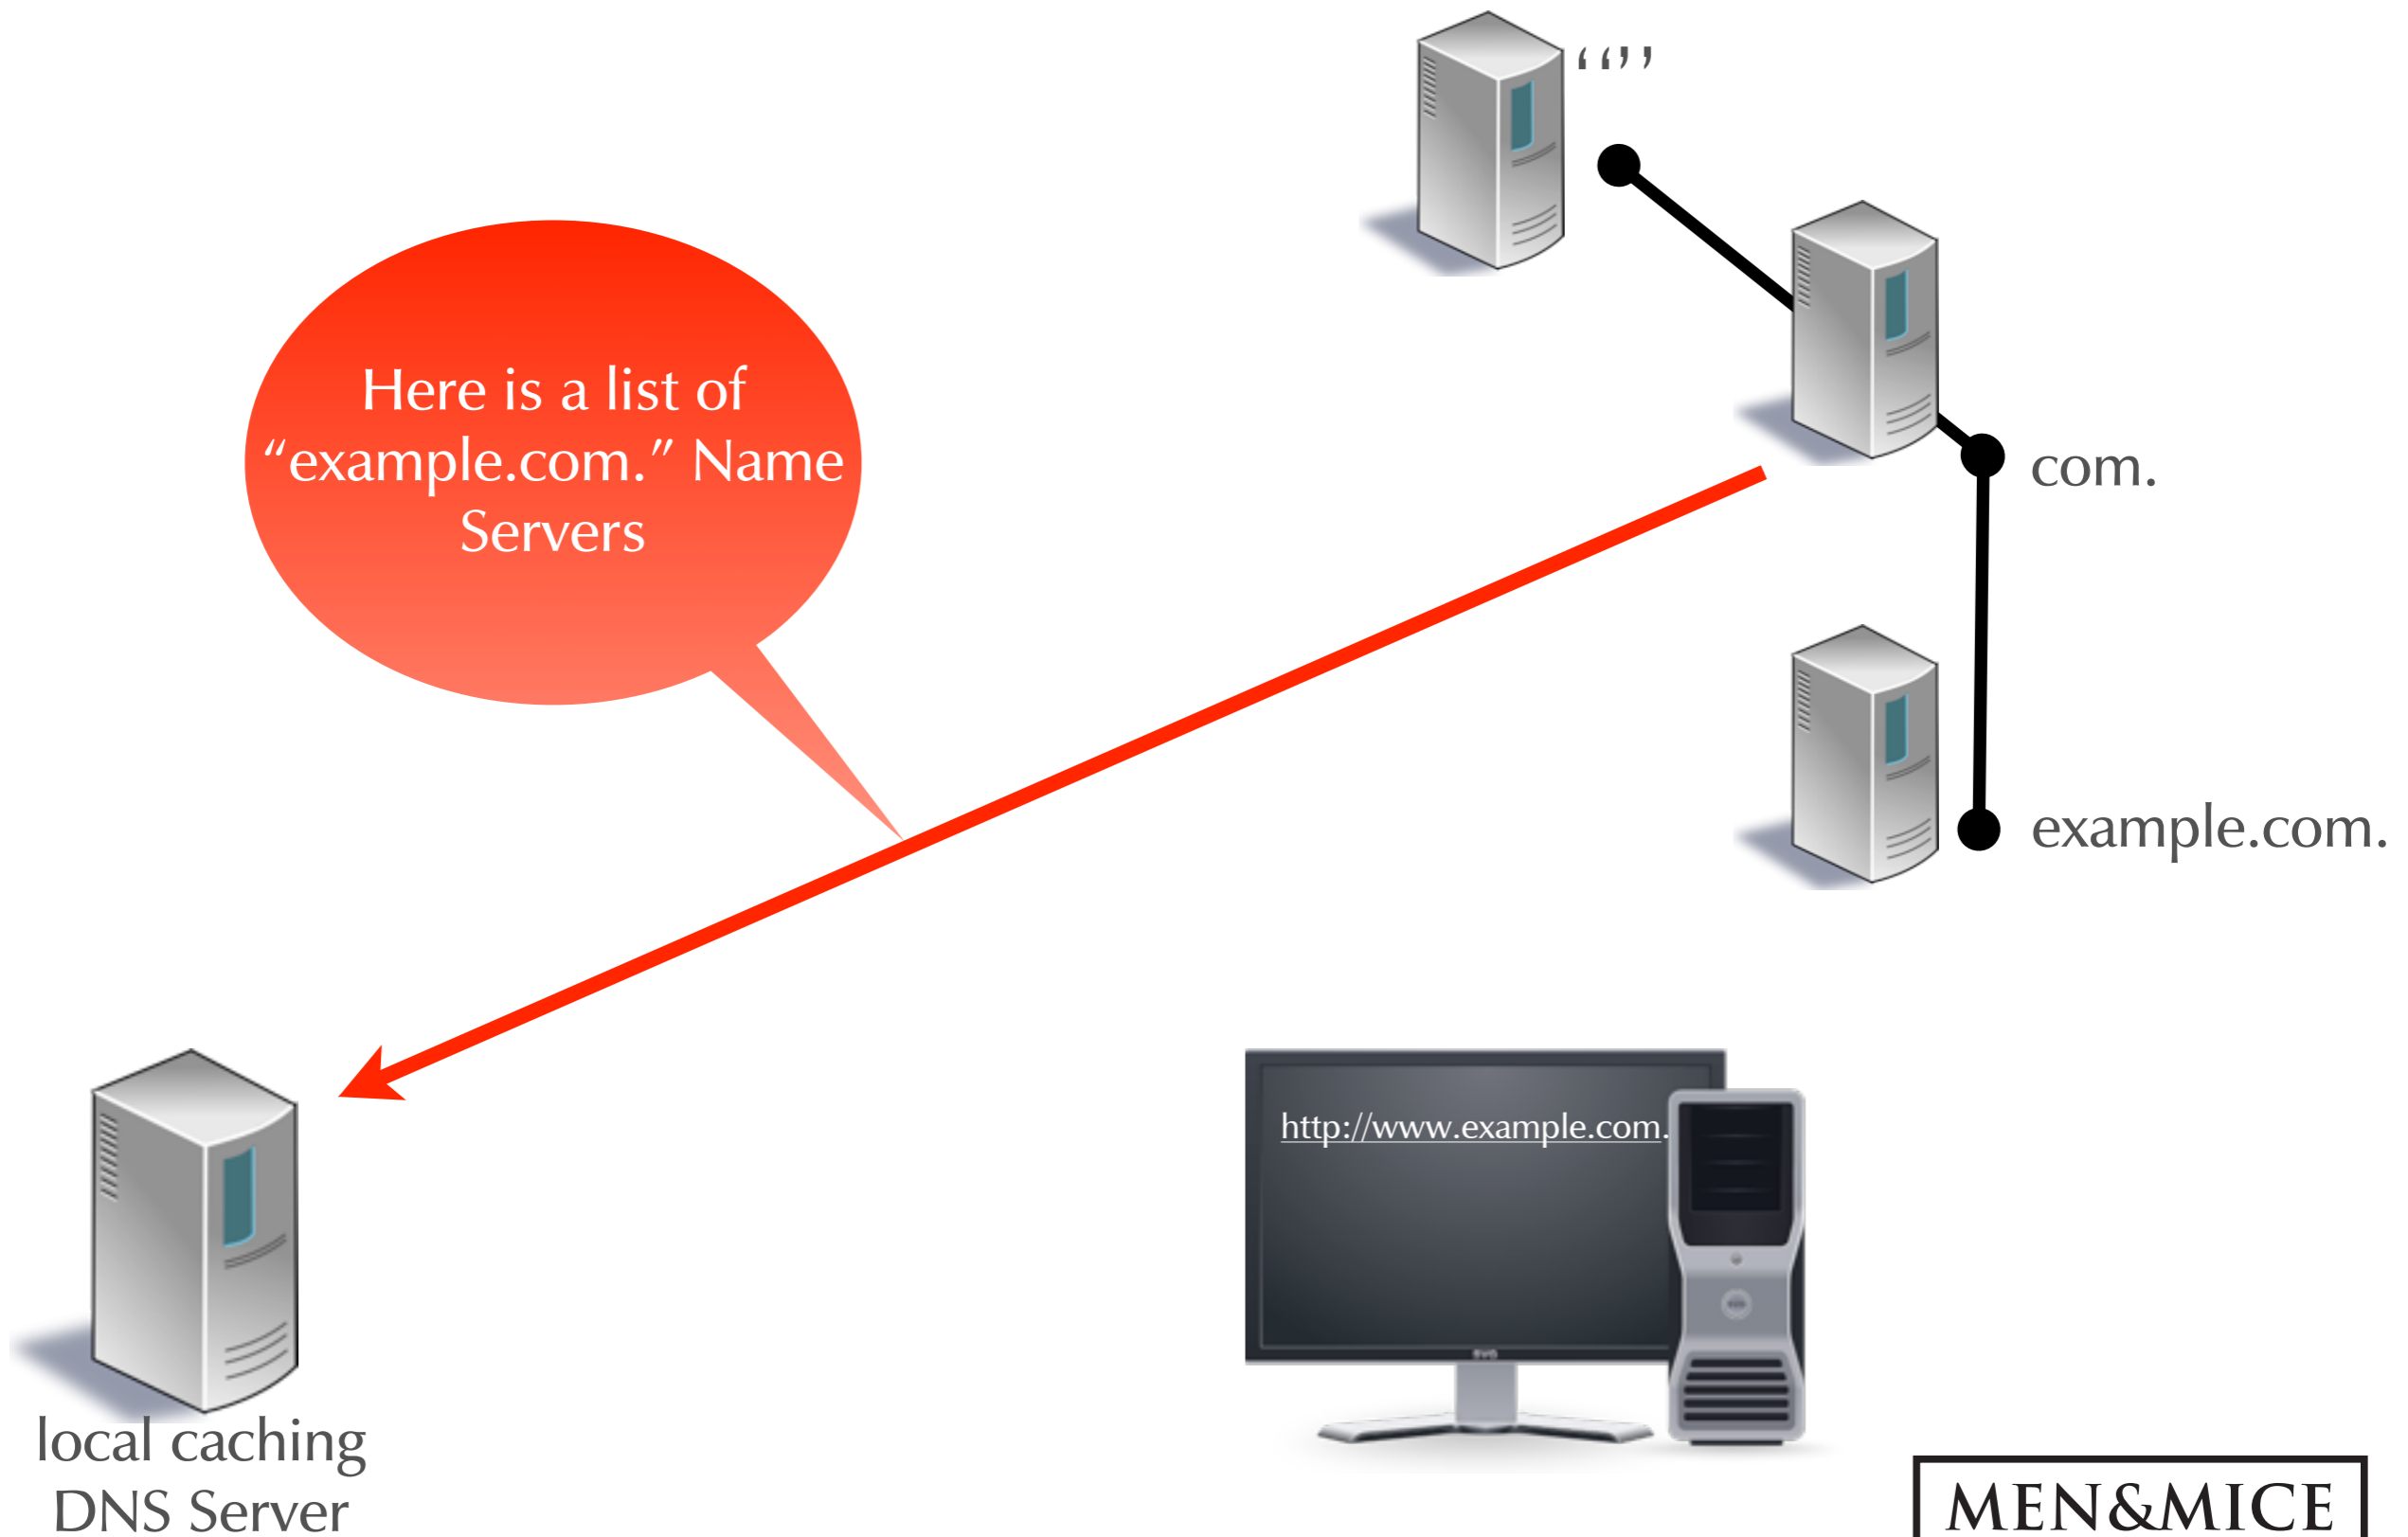 “”
Here is a list of
“example.com.” Name
Servers
com.
example.com.
http://www.example.com.
local caching
DNS Server
MEN&MICE